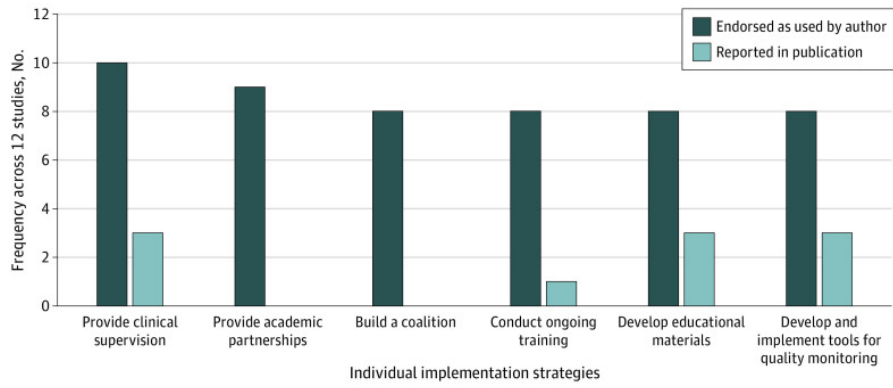 Endorsed as used by author
Reported in publication
Frequency across 12 studies, No.
12
10
8
6
4
2
0
Provide clinical
supervision
Provide academic
partnerships
Build a coalition
Conduct ongoing
training
Develop educational
materials
Develop and
implement tools for
quality monitoring
Individual implementation strategies